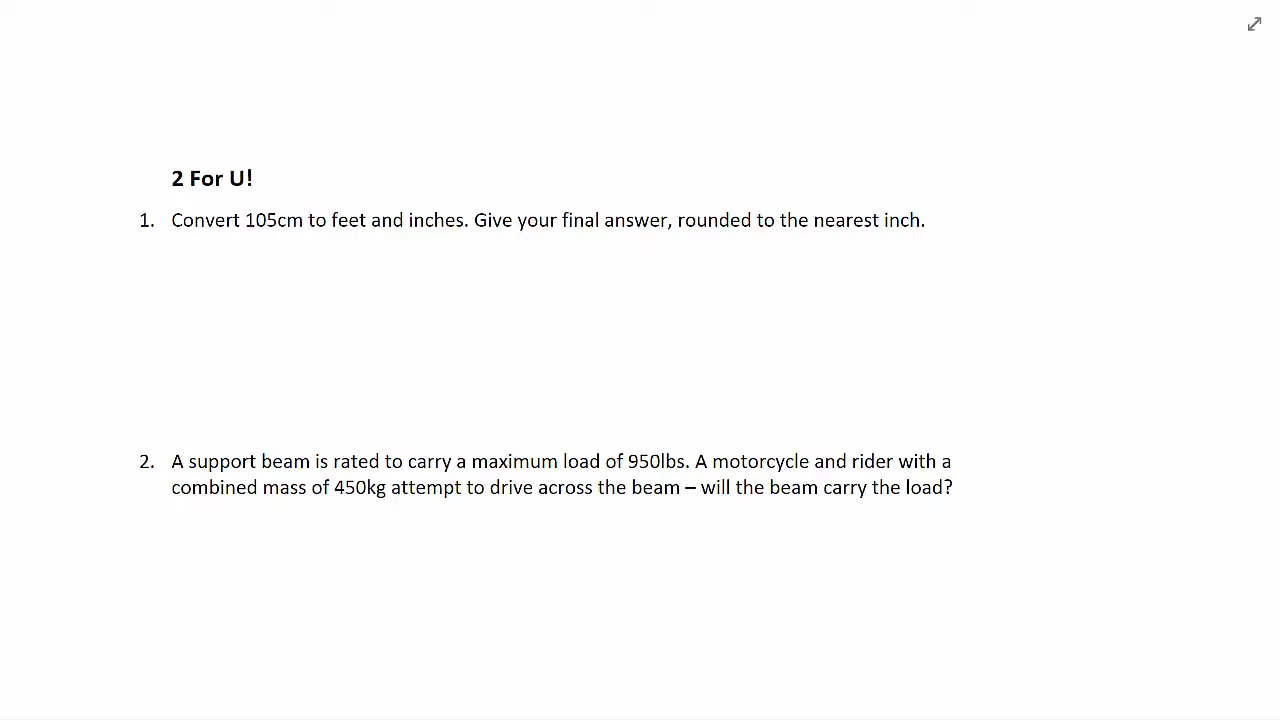 2 For U!
1. Convert 105cm to feet and inches. Give your final answer, rounded to the nearest inch.
2. A support beam is rated to carry a maximum load of 950lbs. A motorcycle and rider with a
combined mass of 450kg attempt to drive across the beam – will the beam carry the load?